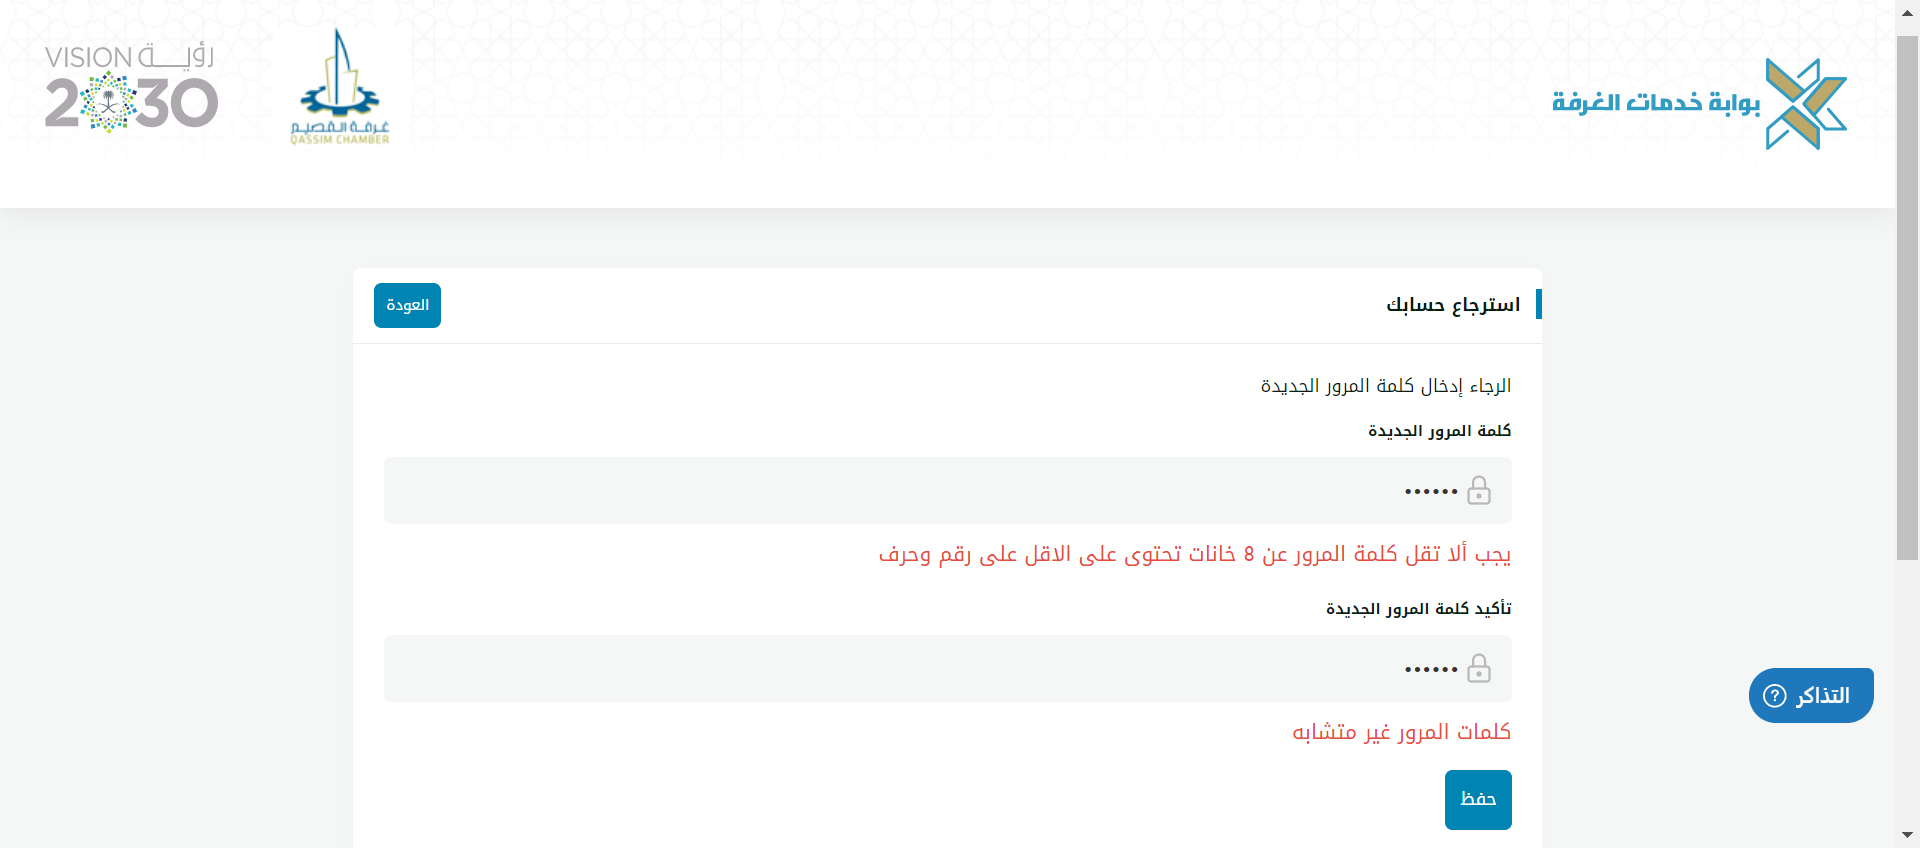 بوابة خدمات الغرفة
غرفة القصيم
QASSIM CHAMBER
VISION رؤيــــة
2030
استرجاع حسابك
العودة
الرجاء إدخال كلمة المرور الجديدة
كلمة المرور الجديدة
••••••
يجب ألا تقل كلمة المرور عن 8 خانات تحتوى على الاقل على رقم وحرف
تأكيد كلمة المرور الجديدة
••••••
كلمات المرور غير متشابه
حفظ
التذاكر